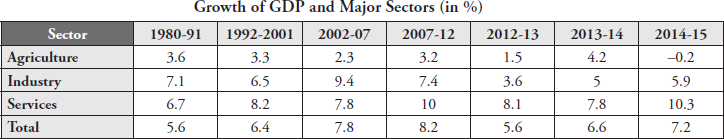 Growth of GDP and Major Sectors (in %)
Sector 1980-91 1992-2001 2002-07 2007-12 2012-13 2013-14 2014-15
Agriculture 3.6 3.3 2.3 3.2 1.5 4.2 –0.2
Industry 7.1 6.5 9.4 7.4 3.6 5 5.9
Services 6.7 8.2 7.8 10 8.1 7.8 10.3
Total 5.6 6.4 7.8 8.2 5.6 6.6 7.2